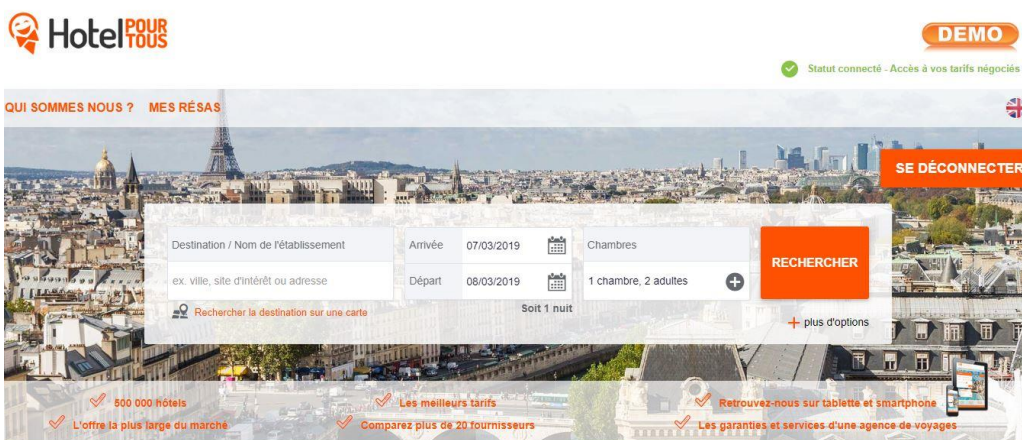 Hotel POUR TOUS
DEMO
Statut connecté - Accès à vos tarifs négociés
QUI SOMMES NOUS ? MES RÉSAS
SE DÉCONNECTER
Destination / Nom de l'établissement
Arrivée 07/03/2019
Chambres
RECHERCHER
ex. ville, site d'intérêt ou adresse
Départ 08/03/2019
1 chambre, 2 adultes
Rechercher la destination sur une carte
Soit 1 nuit
plus d'options
500 000 hôtels
Les meilleurs tarifs
Retrouvez-nous sur tablette et smartphone
L'offre la plus large du marché
Comparez plus de 20 fournisseurs
Les garanties et services d'une agence de voyages